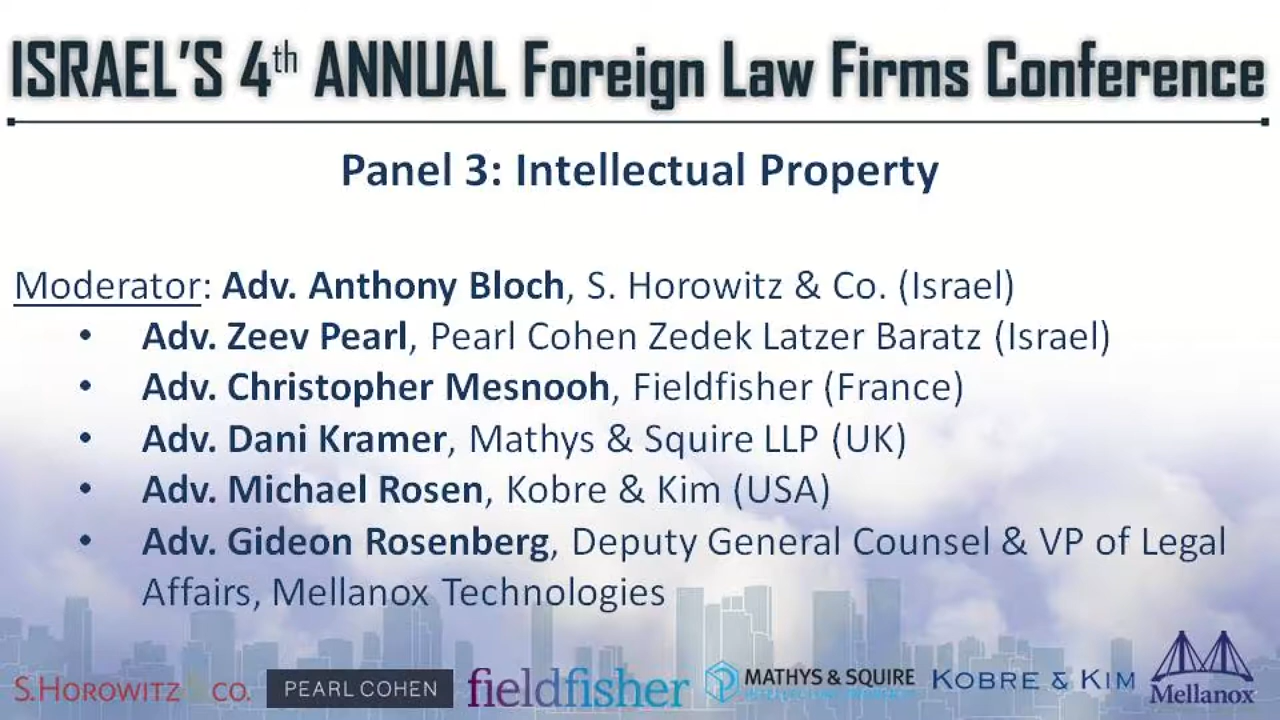 ISRAEL'S 4th ANNUAL Foreign Law Firms Conference
Panel 3: Intellectual Property
Moderator: Adv. Anthony Bloch, S. Horowitz & Co. (Israel)
• Adv. Zeev Pearl, Pearl Cohen Zedek Latzer Baratz (Israel)
• Adv. Christopher Mesnooh, Fieldfisher (France)
• Adv. Dani Kramer, Mathys & Squire LLP (UK)
• Adv. Michael Rosen, Kobre & Kim (USA)
• Adv. Gideon Rosenberg, Deputy General Counsel & VP of Legal
Affairs, Mellanox Technologies
S. HOROWITZ & CO.
PEARL COHEN
fieldfisher
MATHYS & SQUIRE
INTELLECTUAL PROPERTY
KOBRE & KIM
Mellanox